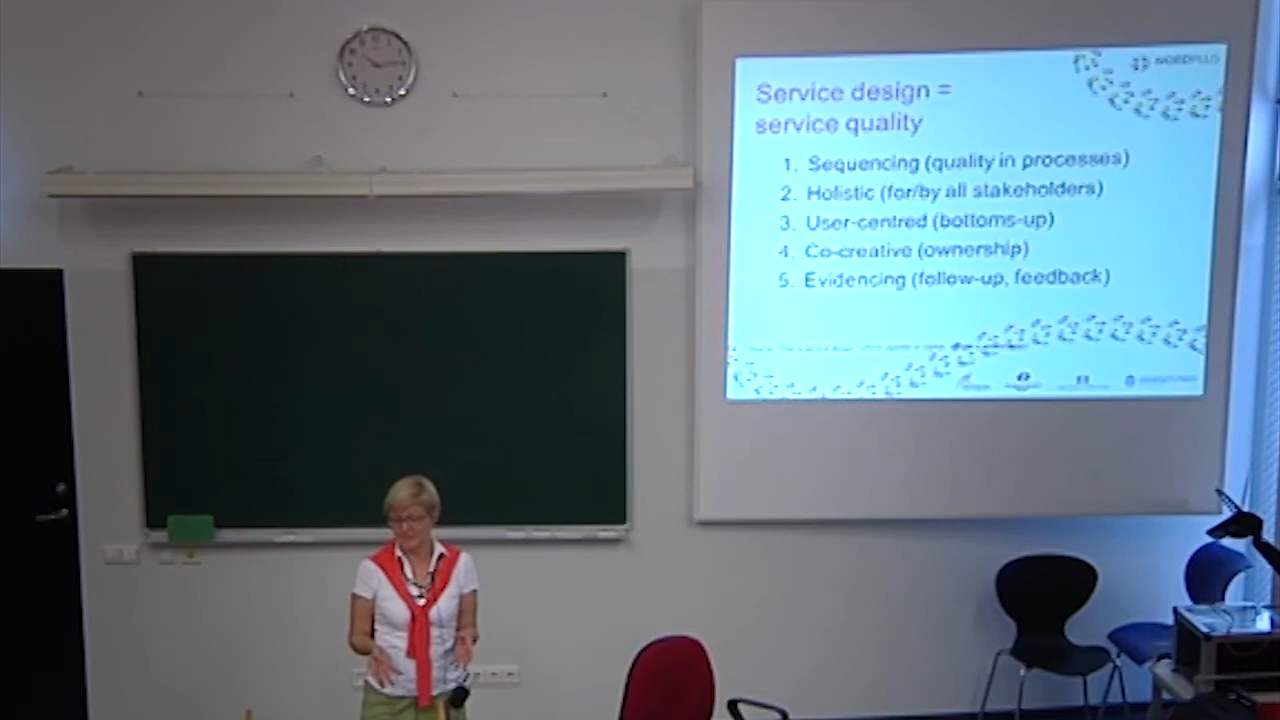 NORDPLUS
Service design =
service quality
1. Sequencing (quality in processes)
2. Holistic (for/by all stakeholders)
3. User-centred (bottoms-up)
4. Co-creative (ownership)
5. Evidencing (follow-up, feedback)